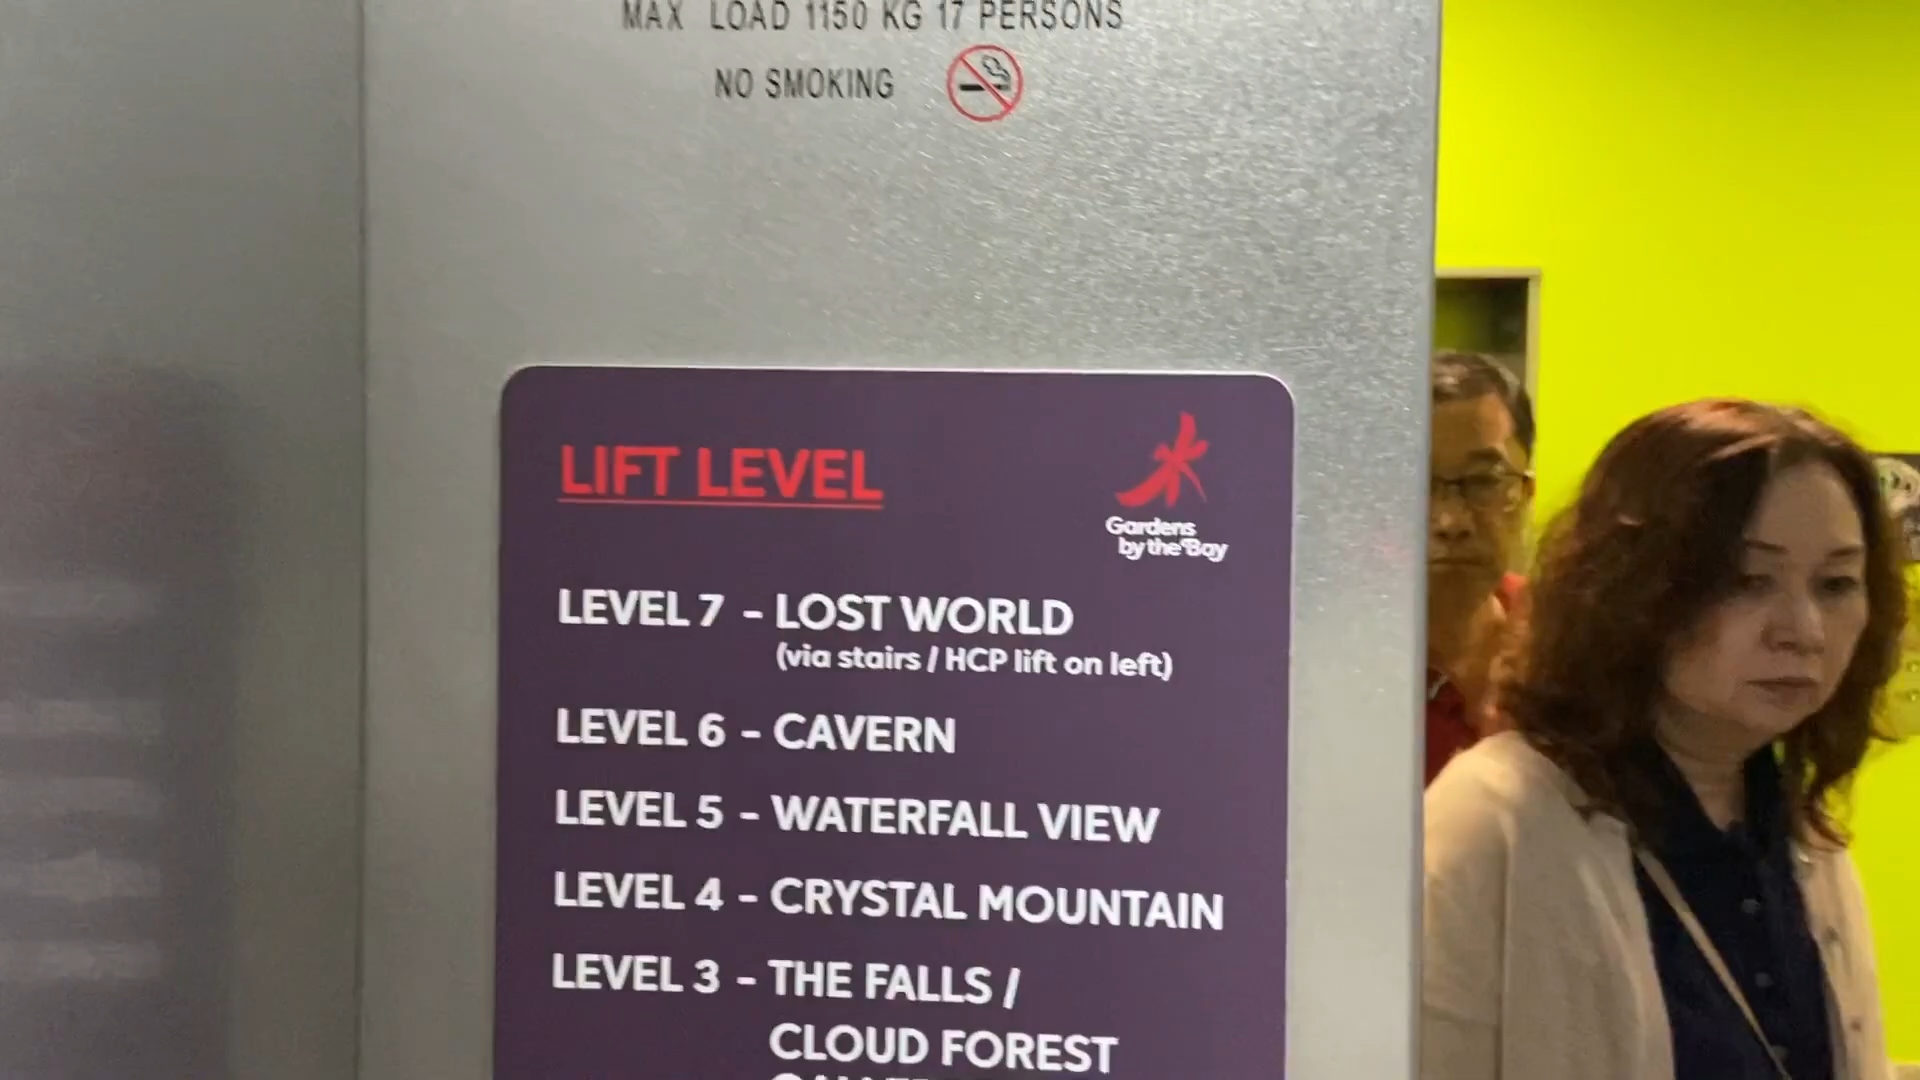 MAX LOAD 1150 KG 17 PERSONS
NO SMOKING
LIFT LEVEL
Gardens
by the Bay
LEVEL 7 - LOST WORLD
(via stairs / HCP lift on left)
LEVEL 6 - CAVERN
LEVEL 5 - WATERFALL VIEW
LEVEL 4 - CRYSTAL MOUNTAIN
LEVEL 3 - THE FALLS /
CLOUD FOREST